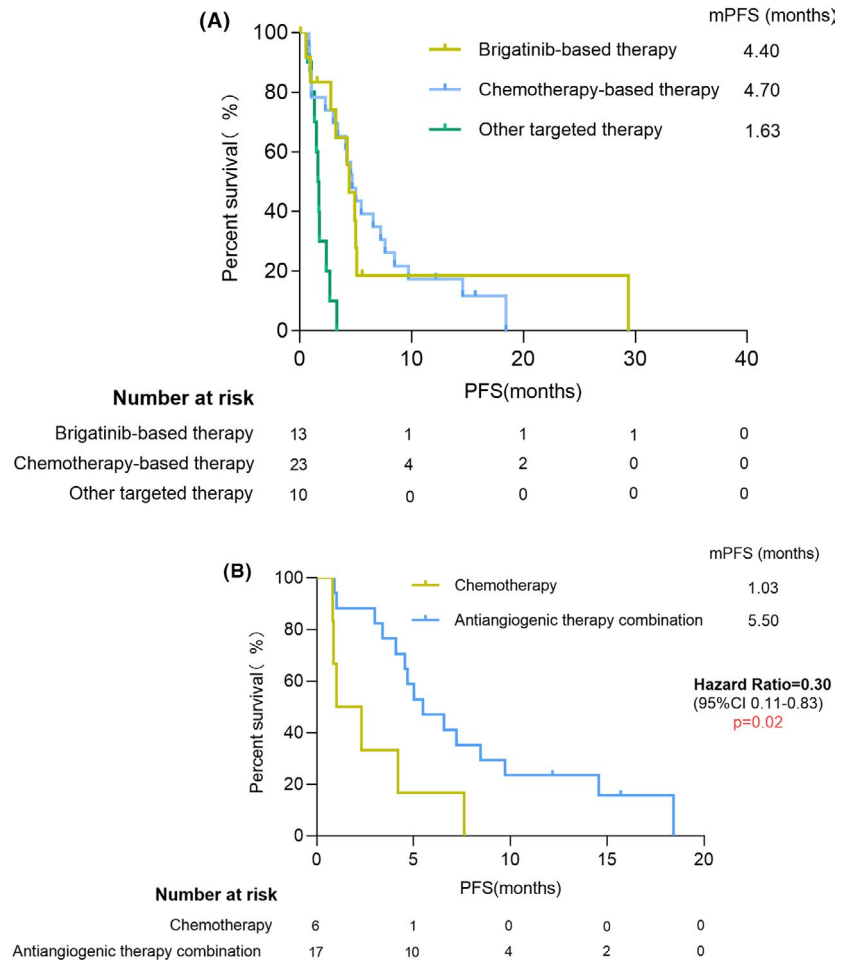 (A)
mPFS (months)
Brigatinib-based therapy 4.40
Chemotherapy-based therapy 4.70
Other targeted therapy 1.63
Percent survival( %)
100
80
60
40
20
0
0 10 20 30 40
PFS(months)
Number at risk
Brigatinib-based therapy 13 1 1 1 0
Chemotherapy-based therapy 23 4 2 0 0
Other targeted therapy 10 0 0 0 0
(B)
mPFS (months)
Chemotherapy 1.03
Antiangiogenic therapy combination 5.50
Hazard Ratio=0.30
(95%CI 0.11-0.83)
p=0.02
Percent survival( %)
100
80
60
40
20
0
0 5 10 15 20
PFS(months)
Number at risk
Chemotherapy 6 1 0 0 0
Antiangiogenic therapy combination 17 10 4 2 0